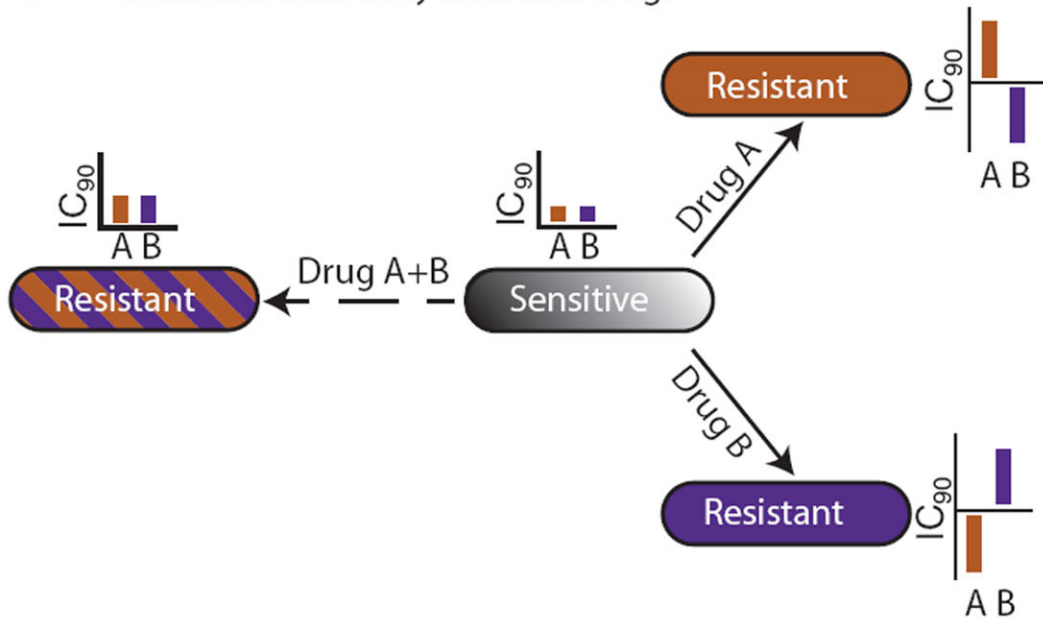 Resistant
IC90
A B
Drug A
IC90
A B
IC90
A B
Drug A+B
Resistant
Sensitive
Drug B
Resistant
IC90
A B